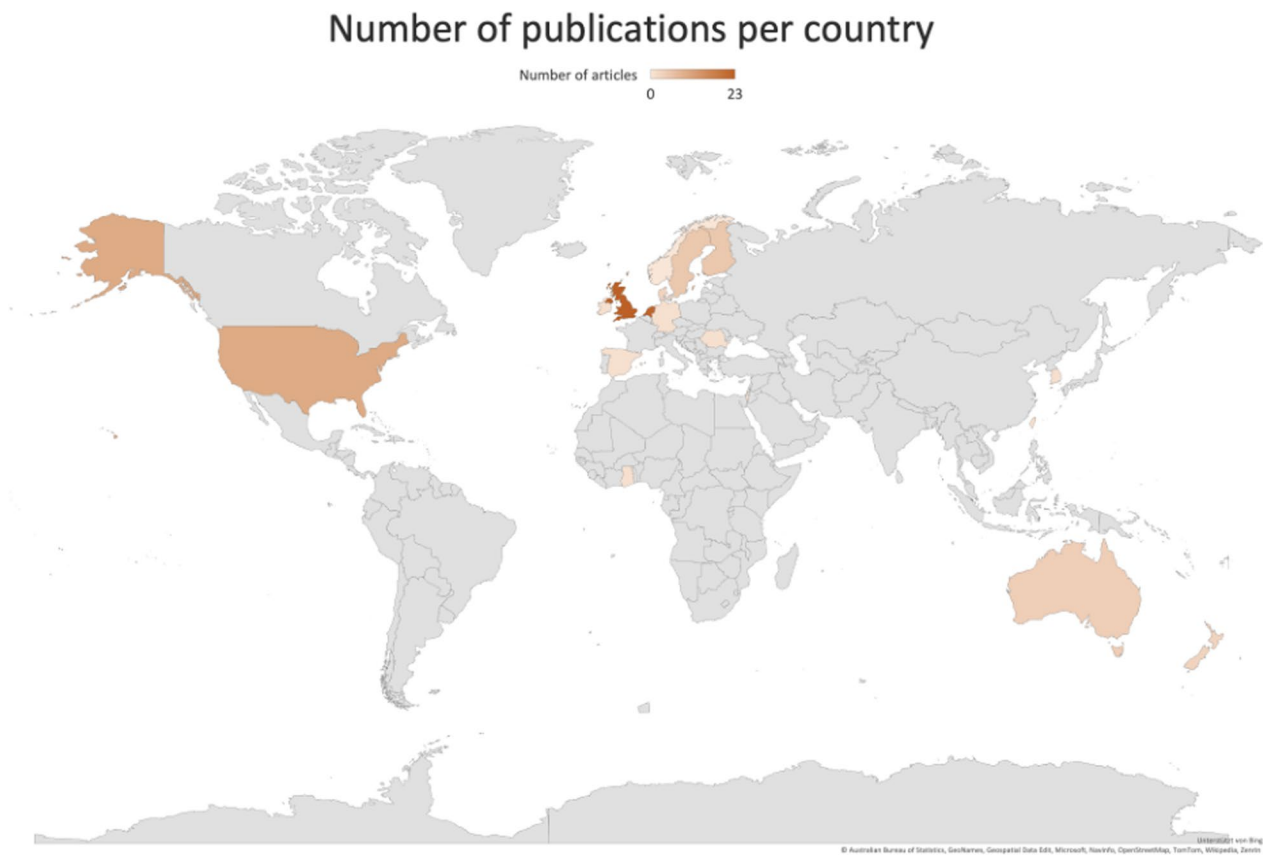 Number of publications per country
Number of articles
0 23
Unterstützt von Bing
© Australian Bureau of Statistics, GeoNames, Geospatial Data Edit, Microsoft, Navinfo, OpenStreetMap, TomTom, Wikipedia, Zenrin